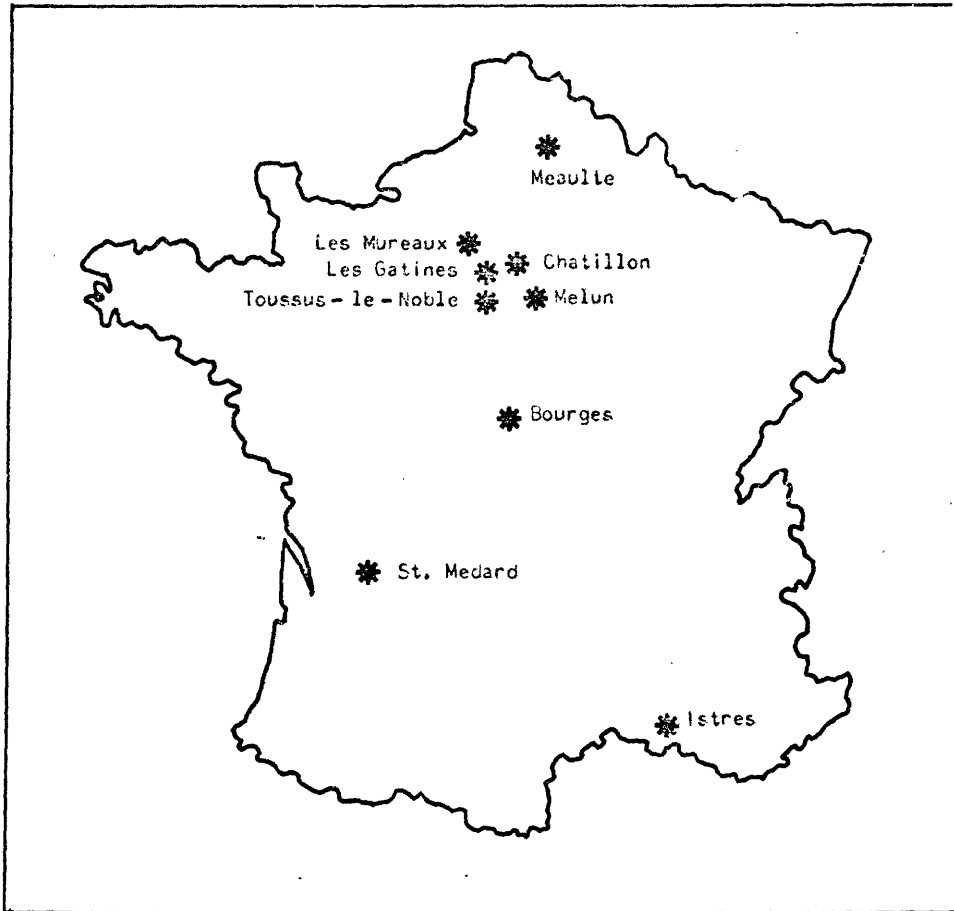 Meaulte
Les Mureaux
Les Gatines
Chatillon
Toussus-le-Noble
Melun
Bourges
St. Medard
Istres